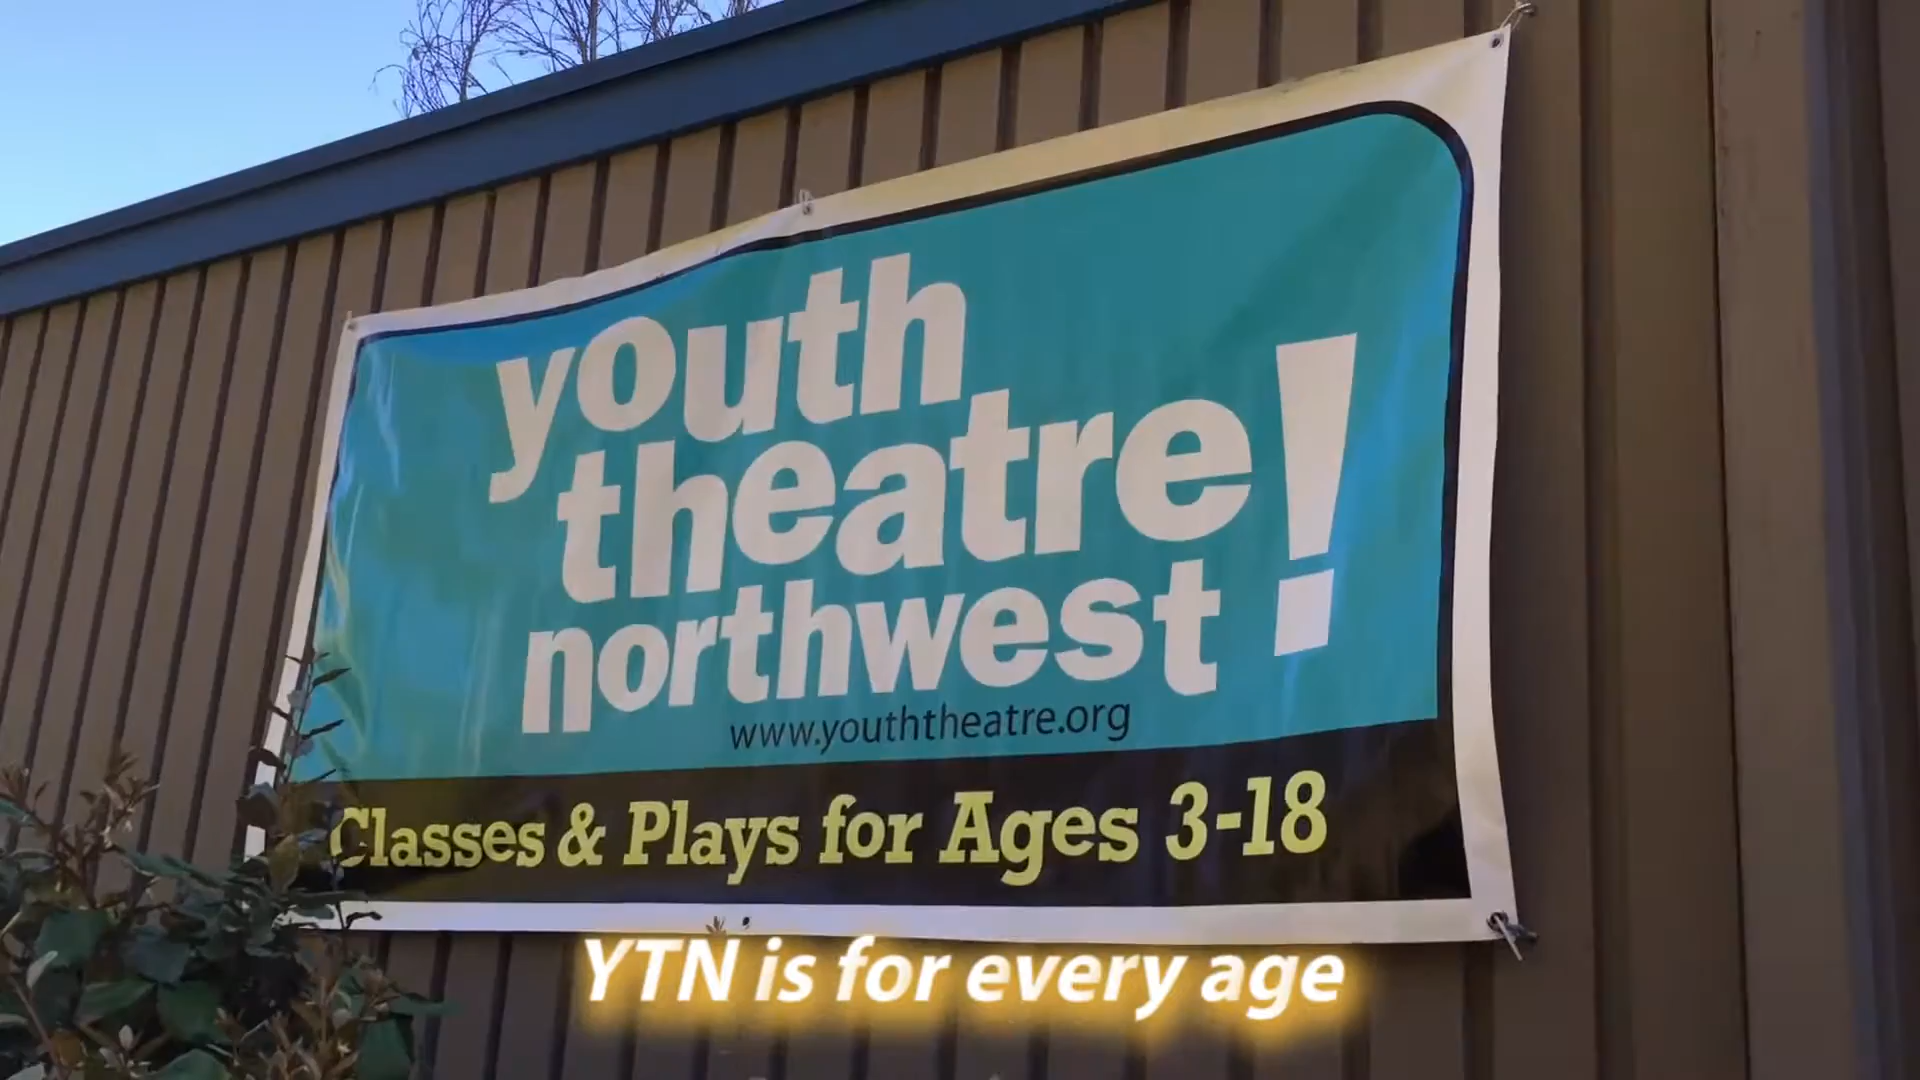 youth
theatre
northwest!
www.youththeatre.org
Classes & Plays for Ages 3-18
YTN is for every age